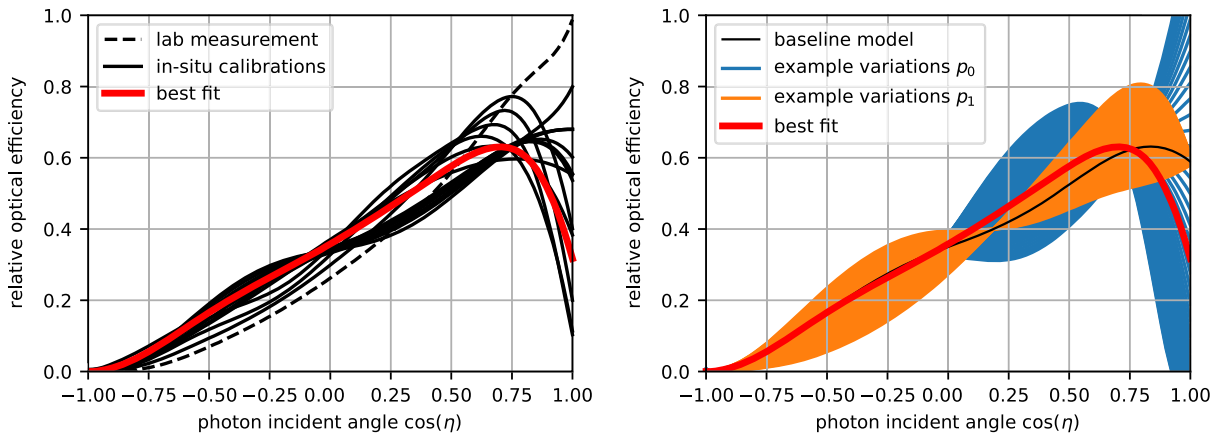 1.0
0.8
0.6
0.4
0.2
0.0
relative optical efficiency
lab measurement
in-situ calibrations
best fit
−1.00 −0.75 −0.50 −0.25 0.00 0.25 0.50 0.75 1.00
photon incident angle cos(η)
1.0
0.8
0.6
0.4
0.2
0.0
relative optical efficiency
baseline model
example variations p₀
example variations p₁
best fit
−1.00 −0.75 −0.50 −0.25 0.00 0.25 0.50 0.75 1.00
photon incident angle cos(η)